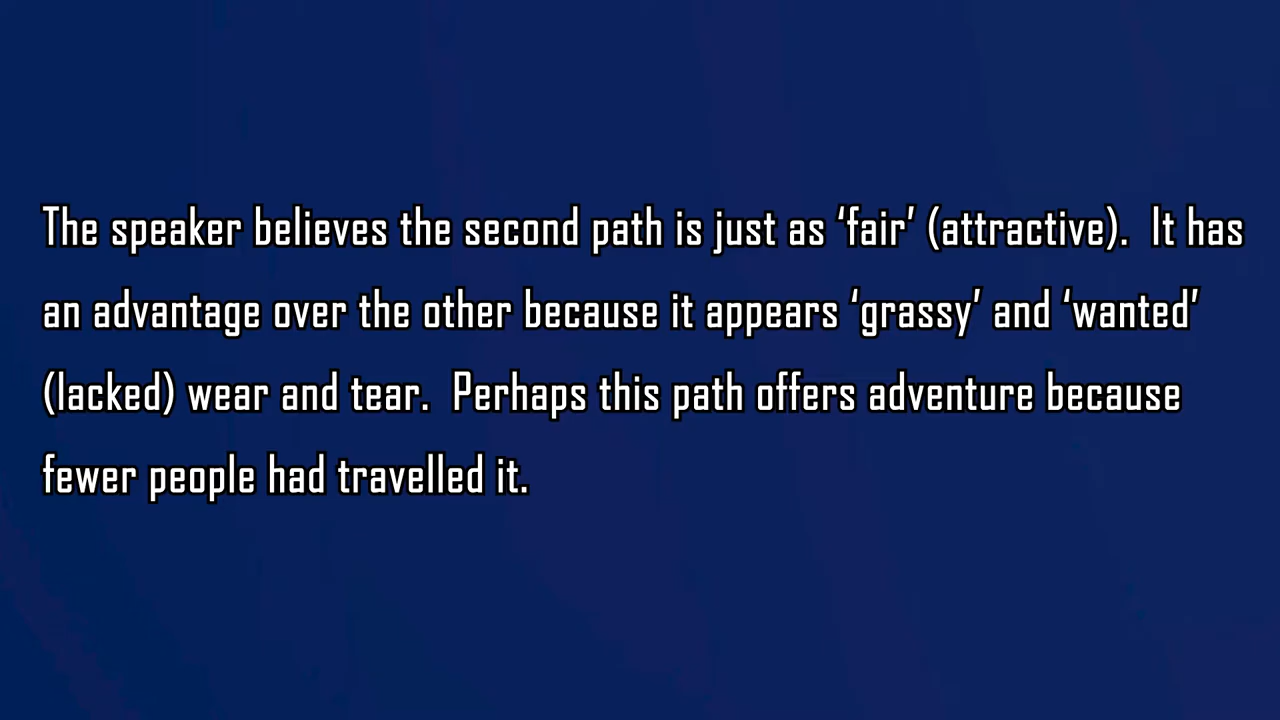 The speaker believes the second path is just as ‘fair’ (attractive).  It has
an advantage over the other because it appears ‘grassy’ and ‘wanted’
(lacked) wear and tear.  Perhaps this path offers adventure because
fewer people had travelled it.